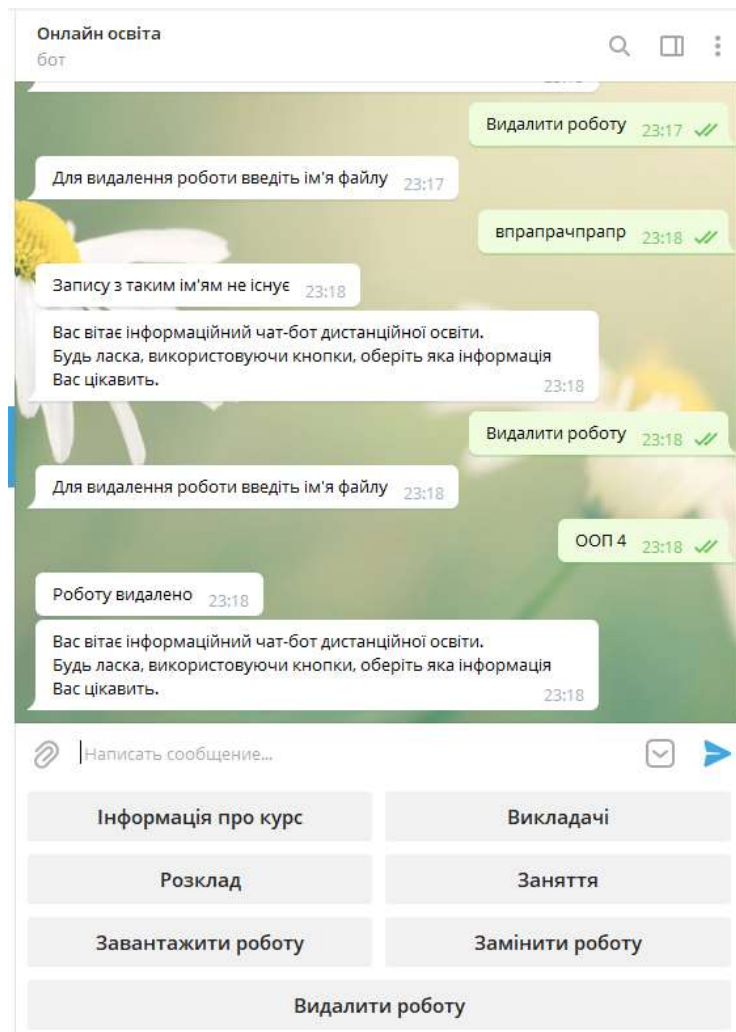 Онлайн освіта
бот
Видалити роботу 23:17
Для видалення роботи введіть ім'я файлу 23:17
впрапрачпрапр 23:18
Запису з таким ім'ям не існує 23:18
Вас вітає інформаційний чат-бот дистанційної освіти.
Будь ласка, використовуючи кнопки, оберіть яка інформація
Вас цікавить. 23:18
Видалити роботу 23:18
Для видалення роботи введіть ім'я файлу 23:18
ООП 4 23:18
Роботу видалено 23:18
Вас вітає інформаційний чат-бот дистанційної освіти.
Будь ласка, використовуючи кнопки, оберіть яка інформація
Вас цікавить. 23:18
Написать сообщение...
Інформація про курс Викладачі
Розклад Заняття
Завантажити роботу Замінити роботу
Видалити роботу